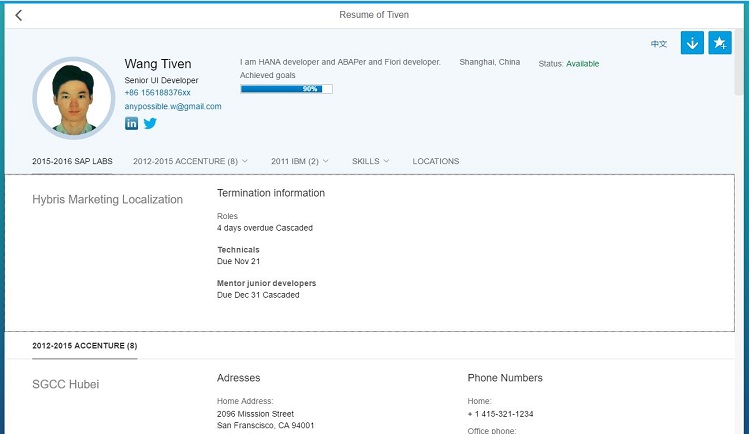 Resume of Tiven
中文
Wang Tiven
Senior UI Developer
+86 156188376xx
anypossible.w@gmail.com
in
I am HANA developer and ABAPer and Fiori developer.
Achieved goals
90%
Shanghai, China
Status: Available
2015-2016 SAP LABS
2012-2015 ACCENTURE (8)
2011 IBM (2)
SKILLS
LOCATIONS
Hybris Marketing Localization
Termination information
Roles
4 days overdue Cascaded
Technicals
Due Nov 21
Mentor junior developers
Due Dec 31 Cascaded
2012-2015 ACCENTURE (8)
SGCC Hubei
Adresses
Home Address:
2096 Misssion Street
San Franscisco, CA 94001
Phone Numbers
Home:
+ 1 415-321-1234
Office phone: